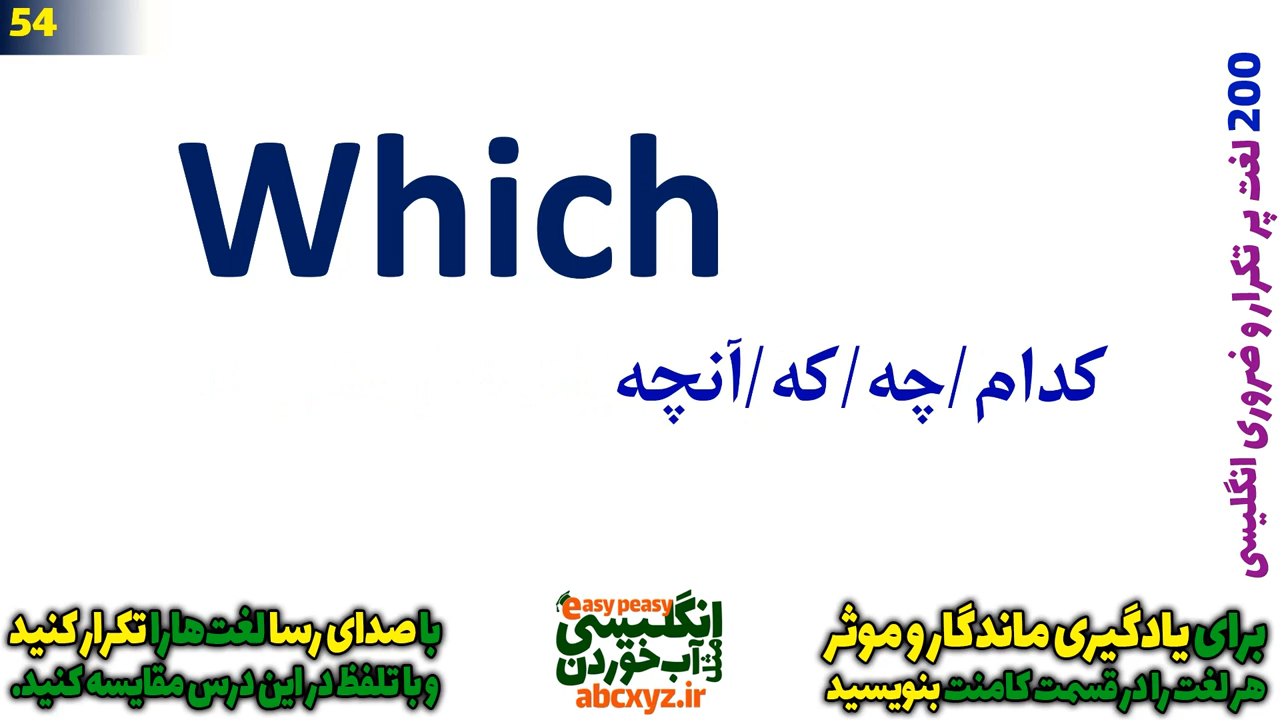 54
200 لغت پر تکرار و ضروری انگلیسی
Which
کدام/چه/که/آنچه
برای یادگیری ماندگار و موثر
هر لغت را در قسمت کامنت بنویسید
easy peasy
انگلیسی
مثل آب خوردن
abcxyz.ir
با صدای رسا لغت‌ها را تکرار کنید
و با تلفظ در این درس مقایسه کنید.